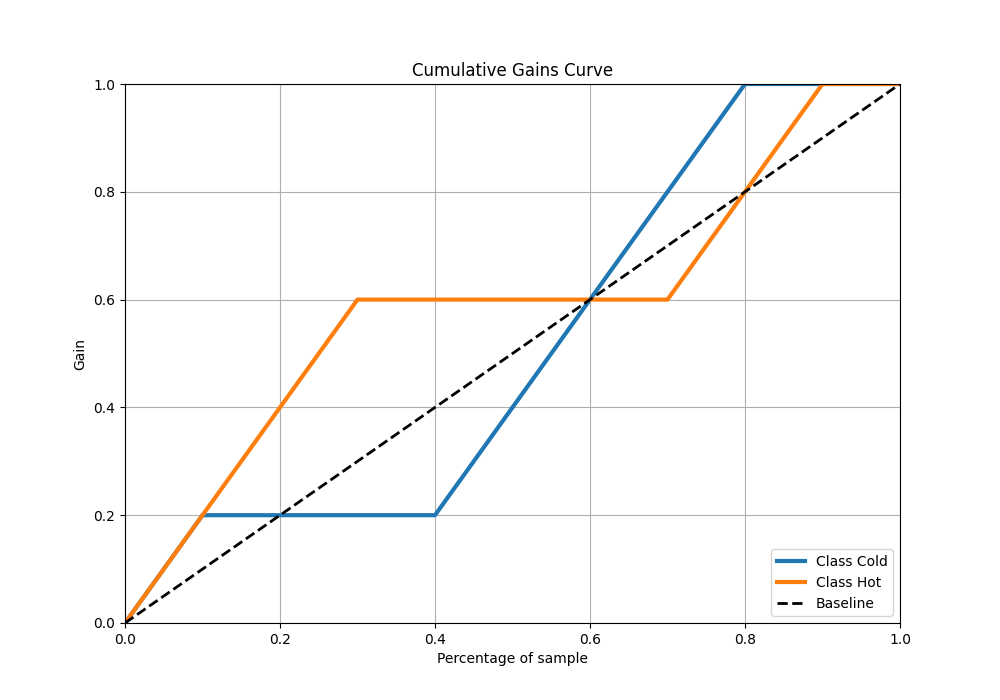 Cumulative Gains Curve
Gain
1.0
0.8
0.6
0.4
0.2
0.0
0.0 0.2 0.4 0.6 0.8 1.0
Percentage of sample
Class Cold
Class Hot
Baseline